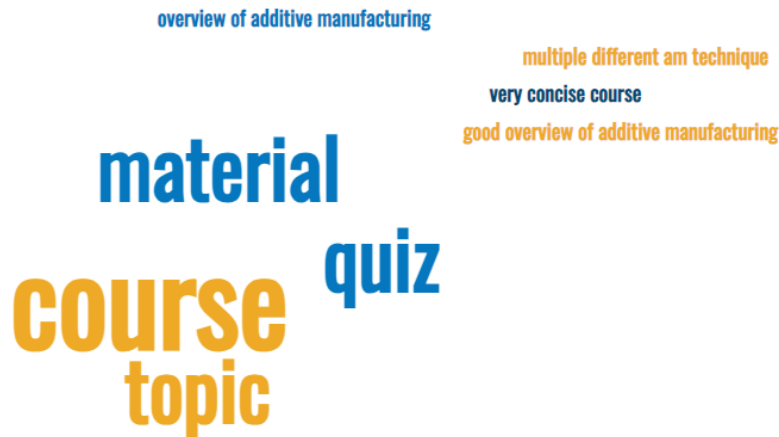 overview of additive manufacturing
multiple different am technique
very concise course
good overview of additive manufacturing
material
quiz
course
topic